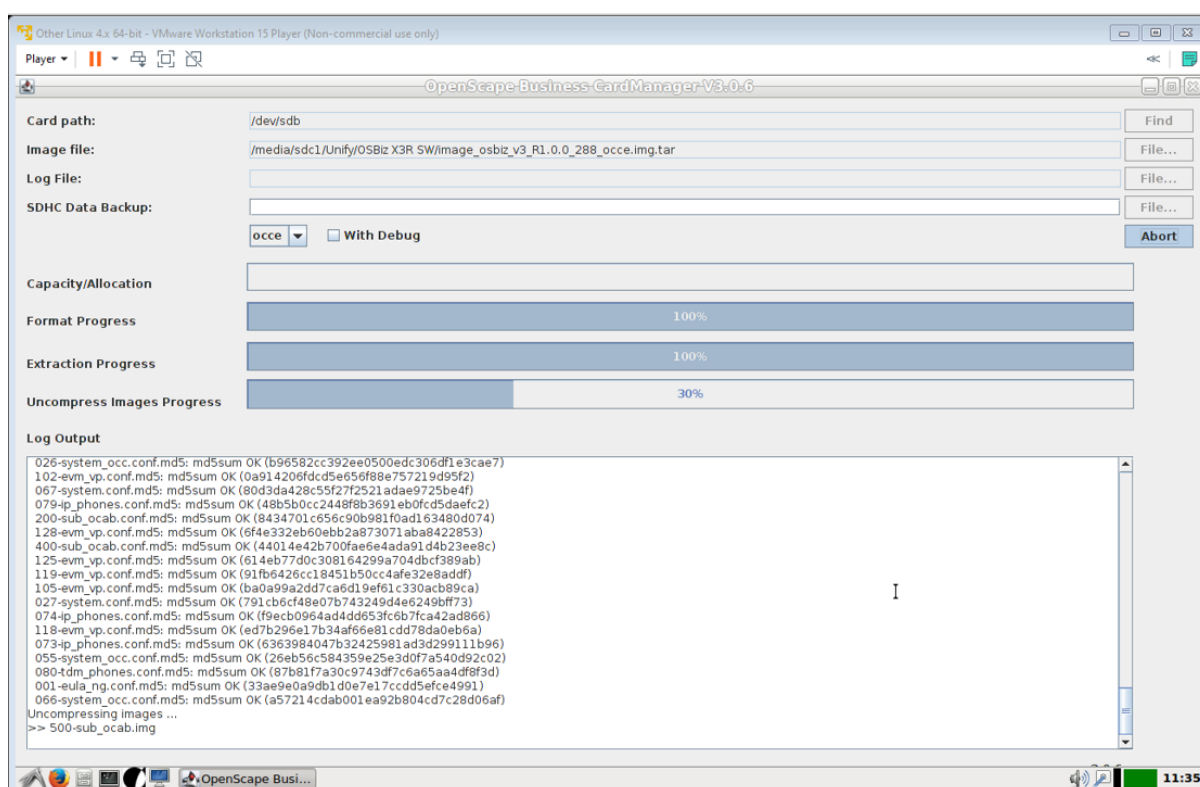 Other Linux 4.x 64-bit - VMware Workstation 15 Player (Non-commercial use only)
Player
OpenScape Business CardManager V3.0.6
Card path:
/dev/sdb
Find
Image file:
/media/sdc1/Unify/OSBiz X3R SW/image_osbiz_v3_R1.0.0_288_occe.img.tar
File...
Log File:
File...
SDHC Data Backup:
File...
occe
With Debug
Abort
Capacity/Allocation
Format Progress
100%
Extraction Progress
100%
Uncompress Images Progress
30%
Log Output
026-system_occ.conf.md5: md5sum OK (b96582cc392ee0500edc306df1e3cae7)
102-evm_vp.conf.md5: md5sum OK (0a914206fdcd5e656f88e757219d95f2)
067-system.conf.md5: md5sum OK (80d3da428c55f27f2521adae9725be4f)
079-ip_phones.conf.md5: md5sum OK (48b5b0cc2448f8b3691eb0fcd5daefc2)
200-sub_ocab.conf.md5: md5sum OK (8434701c656c90b981f0ad163480d074)
128-evm_vp.conf.md5: md5sum OK (6f4e332eb60ebb2a873071aba8422853)
400-sub_ocab.conf.md5: md5sum OK (44014e42b700fae6e4ada91d4b23ee8c)
125-evm_vp.conf.md5: md5sum OK (614eb77d0c308164299a704dbcf389ab)
119-evm_vp.conf.md5: md5sum OK (91fb6426cc18451b50cc4afe32e8addf)
105-evm_vp.conf.md5: md5sum OK (ba0a99a2dd7ca6d19ef61c330acb89ca)
027-system.conf.md5: md5sum OK (791cb6cf48e07b743249d4e6249bff73)
074-ip_phones.conf.md5: md5sum OK (f9ecb0964ad4dd653fc6b7fca42ad866)
118-evm_vp.conf.md5: md5sum OK (ed7b296e17b34af66e81cdd78da0eb6a)
073-ip_phones.conf.md5: md5sum OK (6363984047b32425981ad3d299111b96)
055-system_occ.conf.md5: md5sum OK (26eb56c584359e25e3d0f7a540d92c02)
080-tdm_phones.conf.md5: md5sum OK (87b81f7a30c9743df7c6a65aa4df8f3d)
001-eula_ng.conf.md5: md5sum OK (33ae9e0a9db1d0e7e17ccdd5efce4991)
066-system_occ.conf.md5: md5sum OK (a57214cdab001ea92b804cd7c28d06af)
Uncompressing images ...
>> 500-sub_ocab.img
OpenScape Busi...
11:35